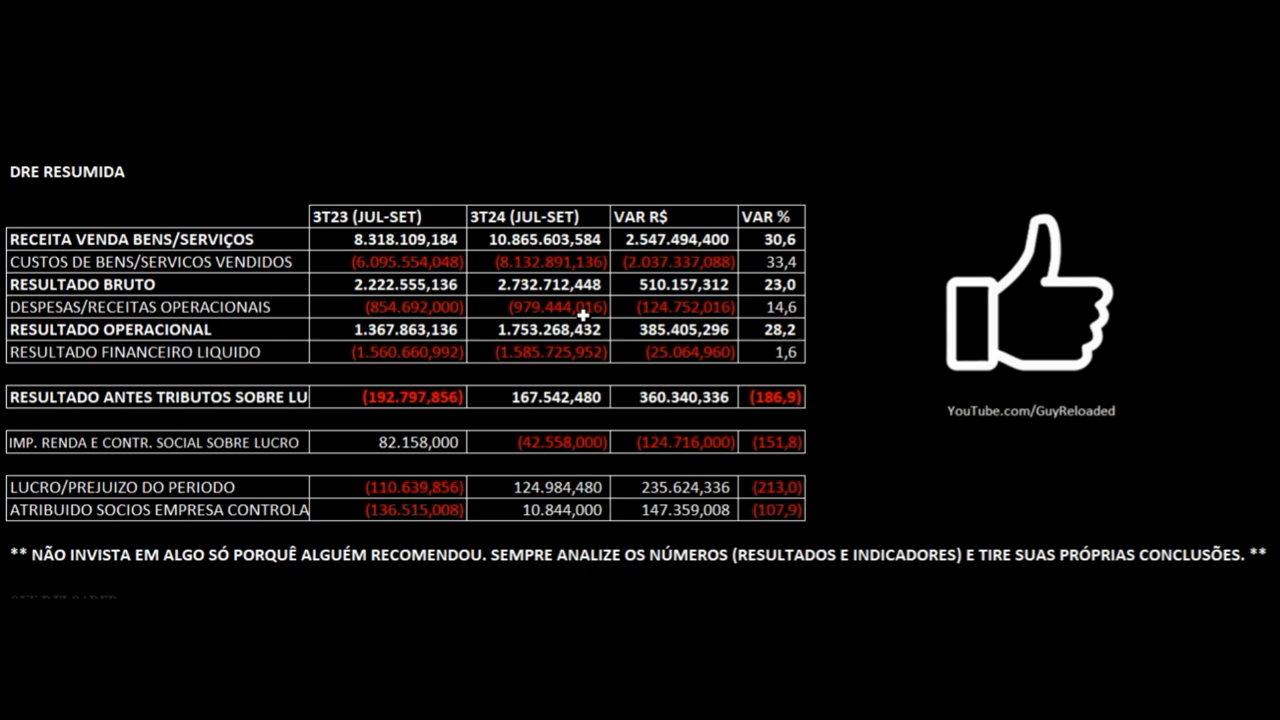 DRE RESUMIDA
3T23 (JUL-SET) 3T24 (JUL-SET) VAR R$ VAR %
RECEITA VENDA BENS/SERVIÇOS 8.318.109,184 10.865.603,584 2.547.494,400 30,6
CUSTOS DE BENS/SERVICOS VENDIDOS (6.095.554,048) (8.132.891,136) (2.037.337,088) 33,4
RESULTADO BRUTO 2.222.555,136 2.732.712,448 510.157,312 23,0
DESPESAS/RECEITAS OPERACIONAIS (854.692,000) (979.444,016) (124.752,016) 14,6
RESULTADO OPERACIONAL 1.367.863,136 1.753.268,432 385.405,296 28,2
RESULTADO FINANCEIRO LIQUIDO (1.560.660,992) (1.585.725,952) (25.064,960) 1,6
RESULTADO ANTES TRIBUTOS SOBRE LU (192.797,856) 167.542,480 360.340,336 (186,9)
YouTube.com/GuyReloaded
IMP. RENDA E CONTR. SOCIAL SOBRE LUCRO 82.158,000 (42.558,000) (124.716,000) (151,8)
LUCRO/PREJUIZO DO PERIODO (110.639,856) 124.984,480 235.624,336 (213,0)
ATRIBUIDO SOCIOS EMPRESA CONTROLA (136.515,008) 10.844,000 147.359,008 (107,9)
** NÃO INVISTA EM ALGO SÓ PORQUÊ ALGUÉM RECOMENDOU. SEMPRE ANALIZE OS NÚMEROS (RESULTADOS E INDICADORES) E TIRE SUAS PRÓPRIAS CONCLUSÕES. **